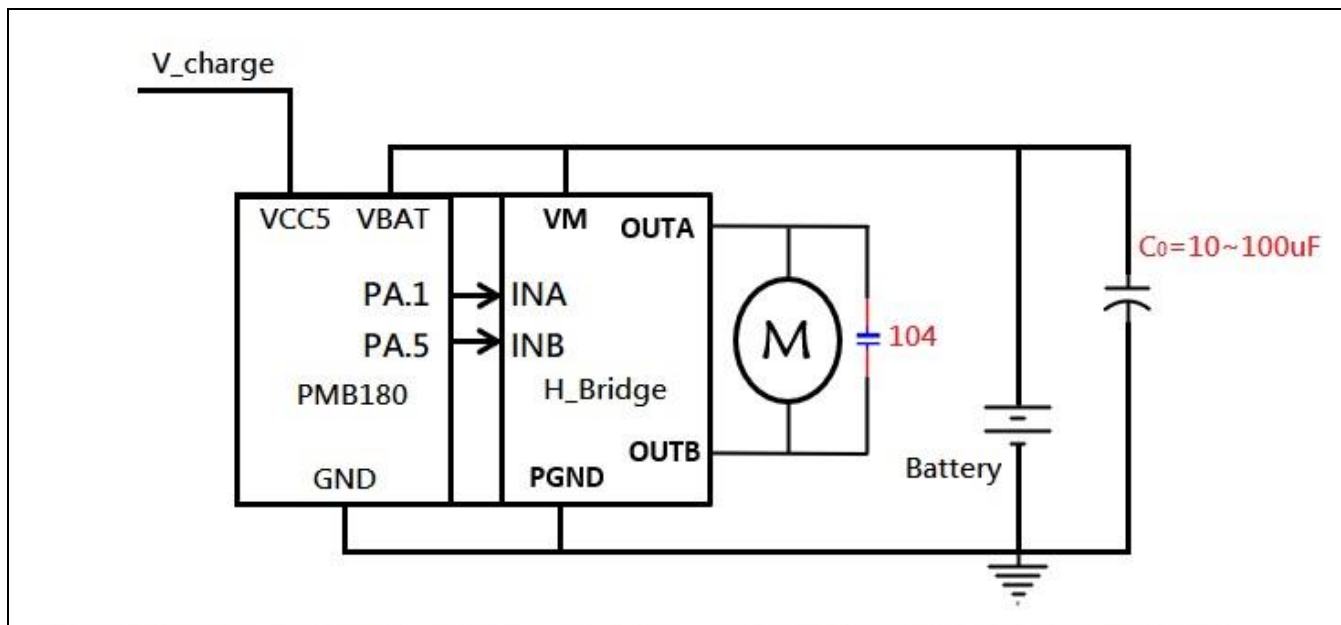 V_charge
VCC5 VBAT
VM
OUTA
C₀=10~100uF
PA.1
INA
M
104
PA.5
INB
PMB180
H_Bridge
OUTB
Battery
GND
PGND